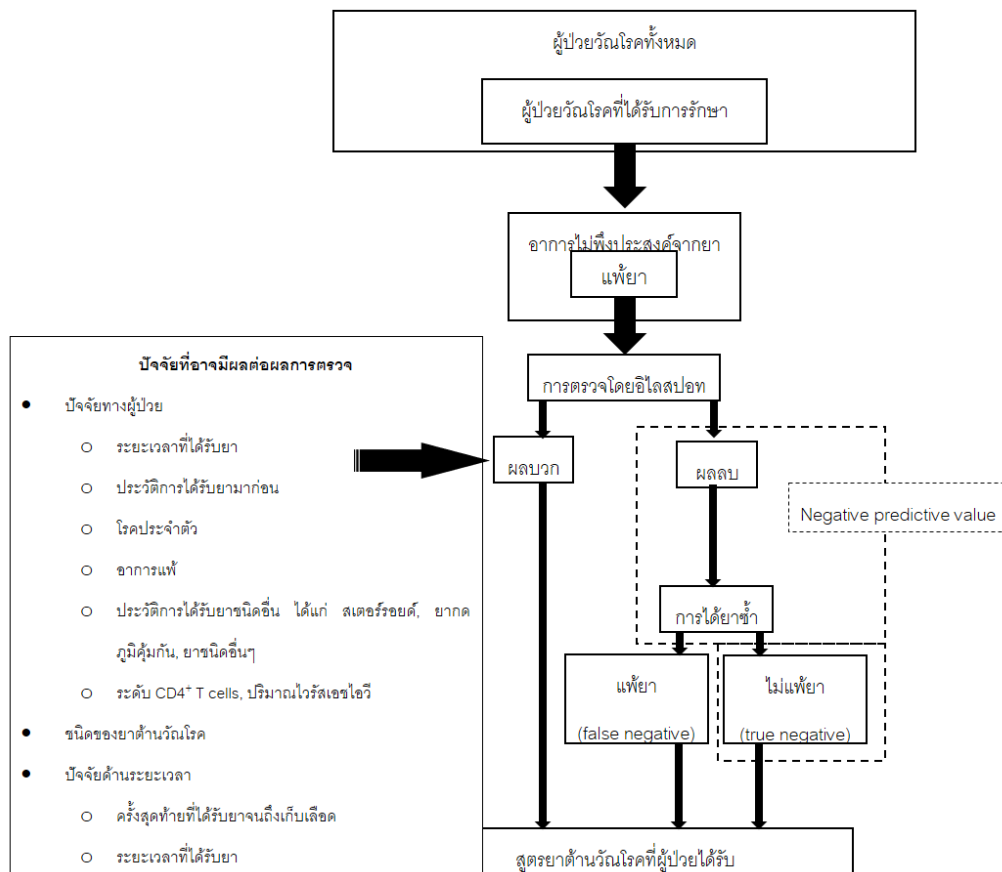 ผู้ป่วยวัณโรคทั้งหมด
ผู้ป่วยวัณโรคที่ได้รับการรักษา
อาการไม่พึงประสงค์จากยา
แพ้ยา
การตรวจโดยอิไลสปอท
ผลบวก
ผลลบ
Negative predictive value
การได้ยาซ้ำ
แพ้ยา
(false negative)
ไม่แพ้ยา
(true negative)
ปัจจัยที่อาจมีผลต่อผลการตรวจ
● ปัจจัยทางผู้ป่วย
○ ระยะเวลาที่ได้รับยา
○ ประวัติการได้รับยามาก่อน
○ โรคประจำตัว
○ อาการแพ้
○ ประวัติการได้รับยาชนิดอื่น ได้แก่ สเตอร์รอยด์, ยากด
ภูมิคุ้มกัน, ยาชนิดอื่นๆ
○ ระดับ CD4⁺ T cells, ปริมาณไวรัสเอชไอวี
● ชนิดของยาต้านวัณโรค
● ปัจจัยด้านระยะเวลา
○ ครั้งสุดท้ายที่ได้รับยาจนถึงเก็บเลือด
○ ระยะเวลาที่ได้รับยา
สูตรยาต้านวัณโรคที่ผู้ป่วยได้รับ